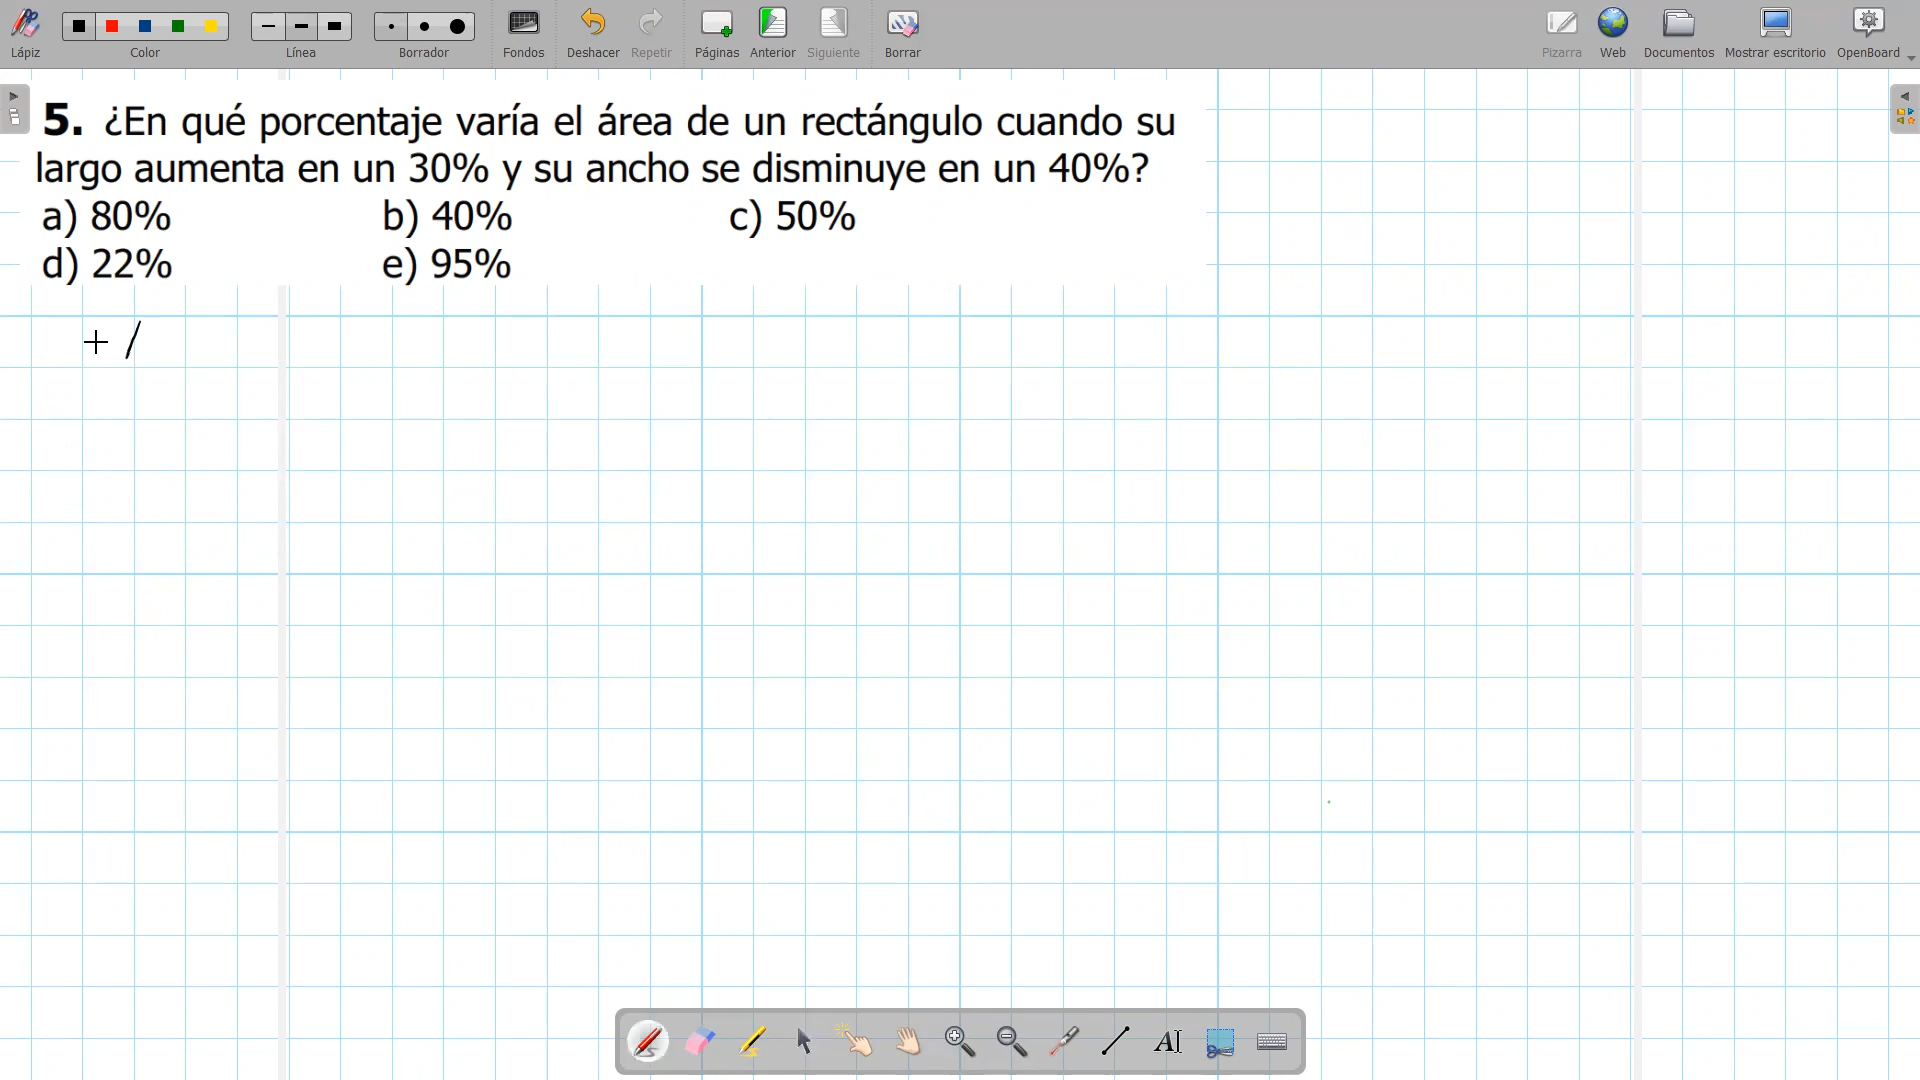 Lápiz Color Línea Borrador Fondos Deshacer Repetir Páginas Anterior Siguiente Borrar Pizarra Web Documentos Mostrar escritorio OpenBoard
5. ¿En qué porcentaje varía el área de un rectángulo cuando su
largo aumenta en un 30% y su ancho se disminuye en un 40%?
a) 80% b) 40% c) 50%
d) 22% e) 95%